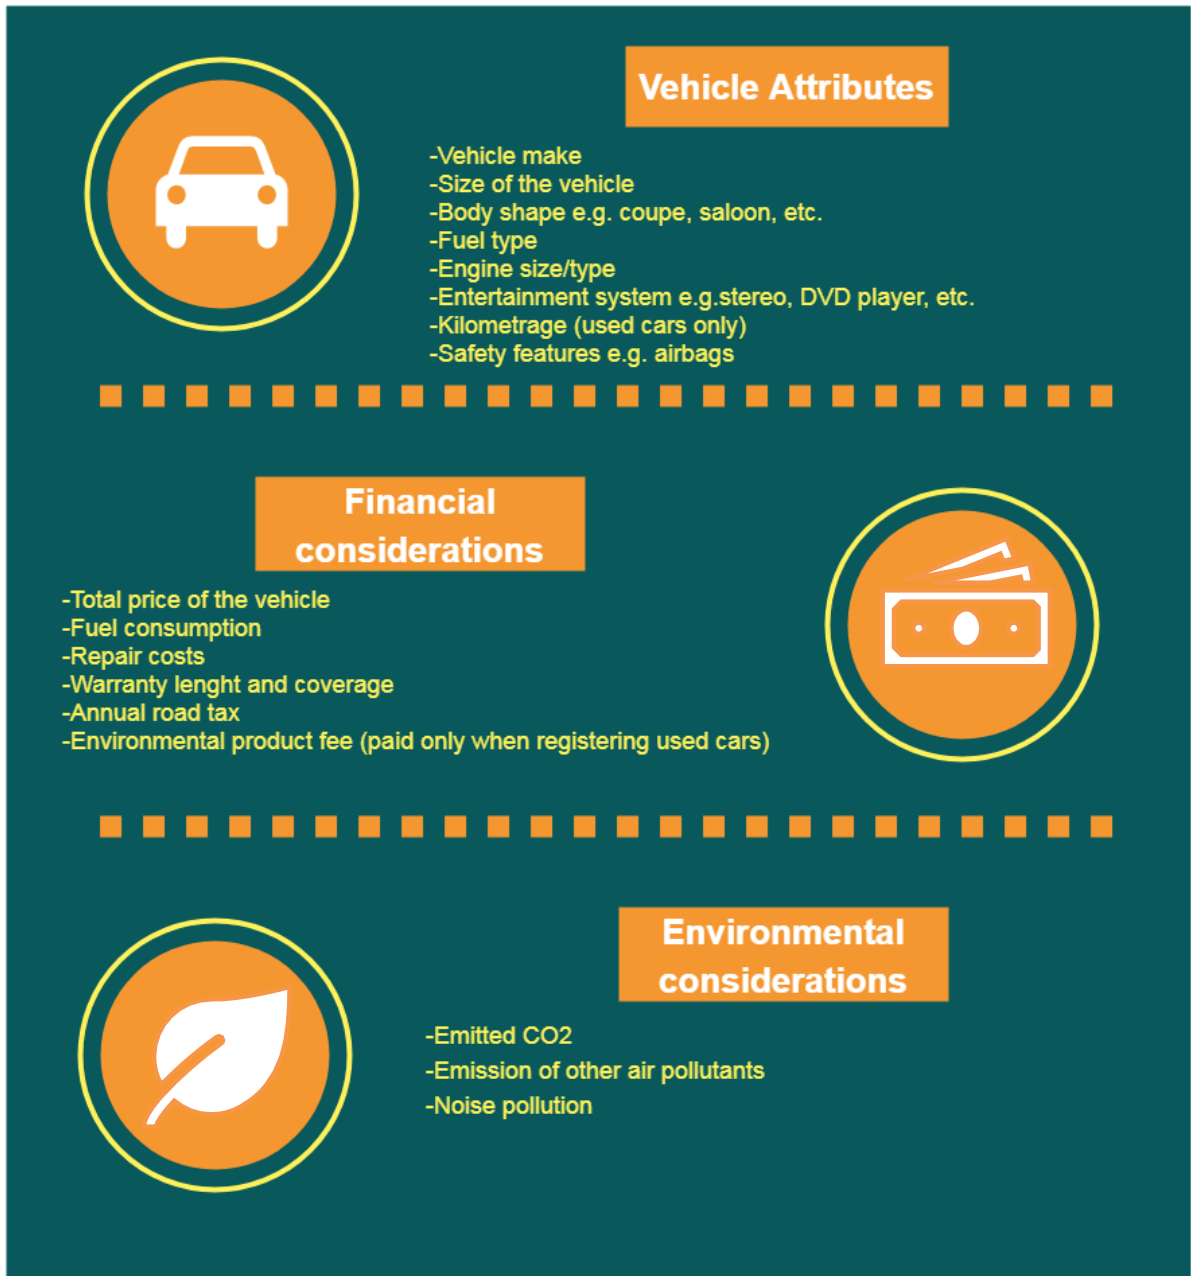 Vehicle Attributes
-Vehicle make
-Size of the vehicle
-Body shape e.g. coupe, saloon, etc.
-Fuel type
-Engine size/type
-Entertainment system e.g.stereo, DVD player, etc.
-Kilometrage (used cars only)
-Safety features e.g. airbags
Financial
considerations
-Total price of the vehicle
-Fuel consumption
-Repair costs
-Warranty lenght and coverage
-Annual road tax
-Environmental product fee (paid only when registering used cars)
Environmental
considerations
-Emitted CO2
-Emission of other air pollutants
-Noise pollution